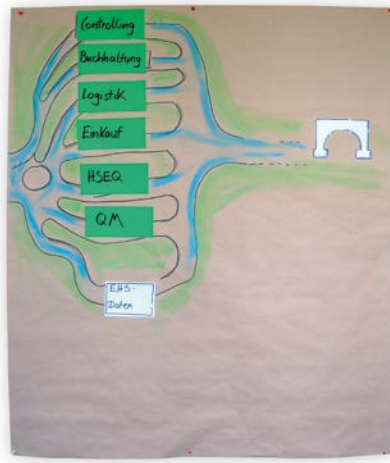 Controlling
Buchhaltung
Logistik
Einkauf
HSEQ
QM
EHS-
Daten